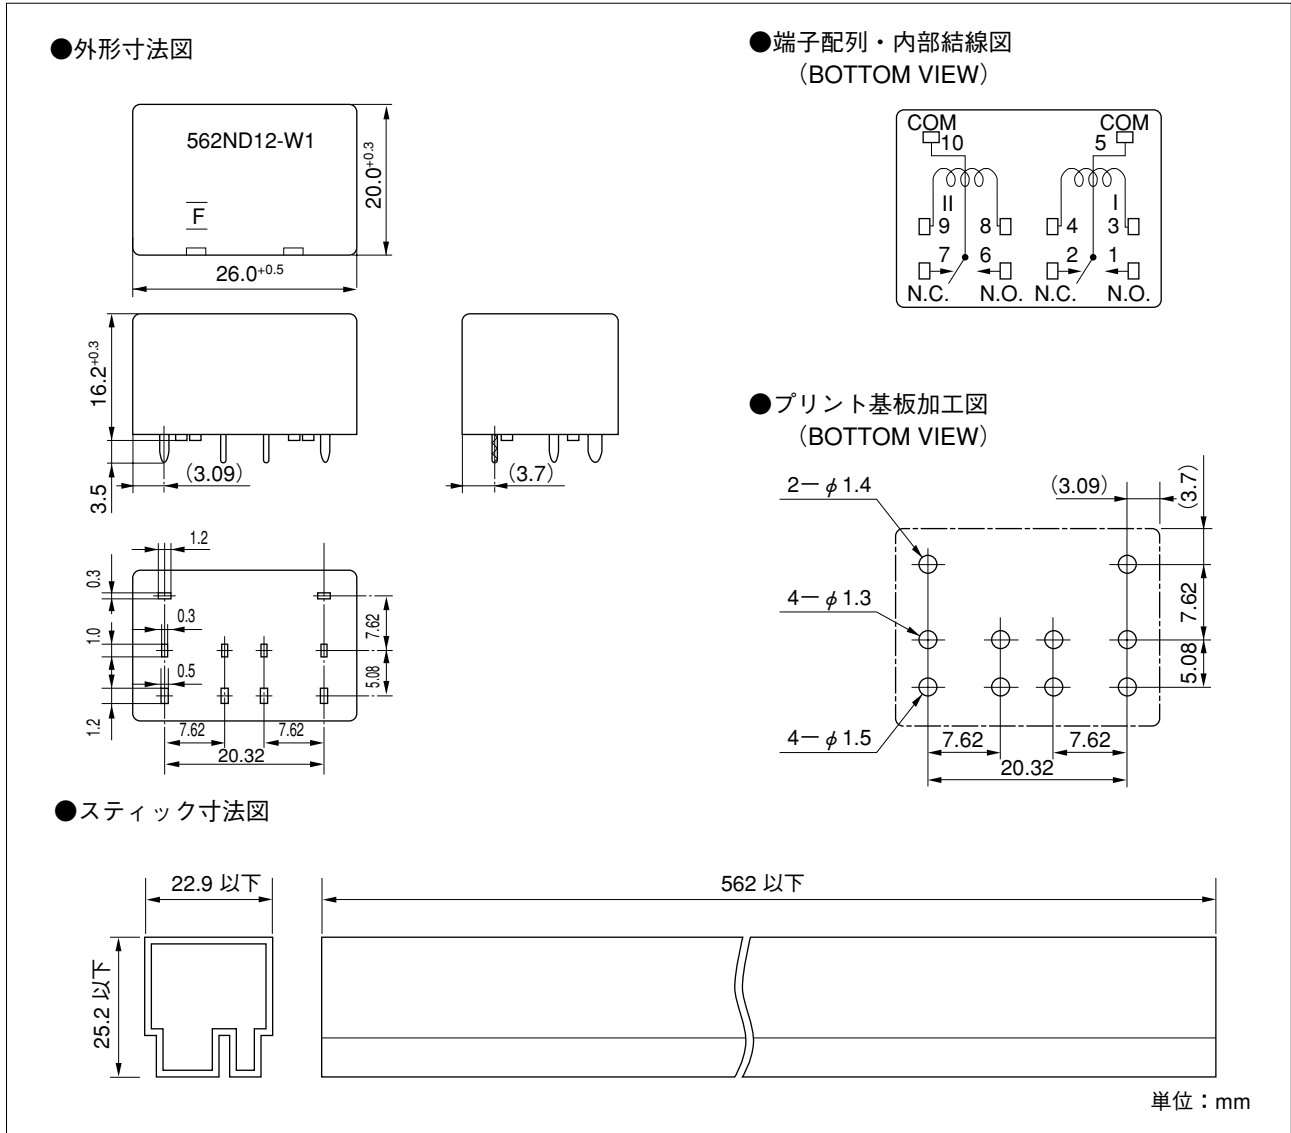 ●外形寸法図
562ND12-W1
F
20.0+0.3
26.0+0.5
16.2+0.3
3.5
(3.09)
(3.7)
1.2
0.3
0.3
1.0
0.5
1.2
7.62
5.08
7.62
7.62
20.32
●端子配列・内部結線図
(BOTTOM VIEW)
COM
COM
10
5
II
I
9
8
4
3
7
6
2
1
N.C.
N.O.
N.C.
N.O.
●プリント基板加工図
(BOTTOM VIEW)
2−φ1.4
(3.09)
(3.7)
4−φ1.3
7.62
5.08
4−φ1.5
7.62
7.62
20.32
●スティック寸法図
22.9 以下
562 以下
25.2 以下
単位：mm